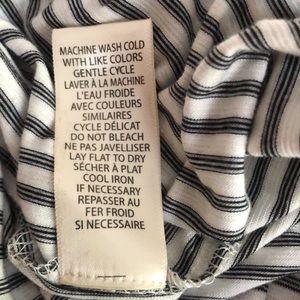 MACHINE WASH COLD
WITH LIKE COLORS
GENTLE CYCLE
LAVER À LA MACHINE
L'EAU FROIDE
AVEC COULEURS
SIMILAIRES
CYCLE DÉLICAT
DO NOT BLEACH
NE PAS JAVELLISER
LAY FLAT TO DRY
SÉCHER À PLAT
COOL IRON
IF NECESSARY
REPASSER AU
FER FROID
SI NECESSAIRE